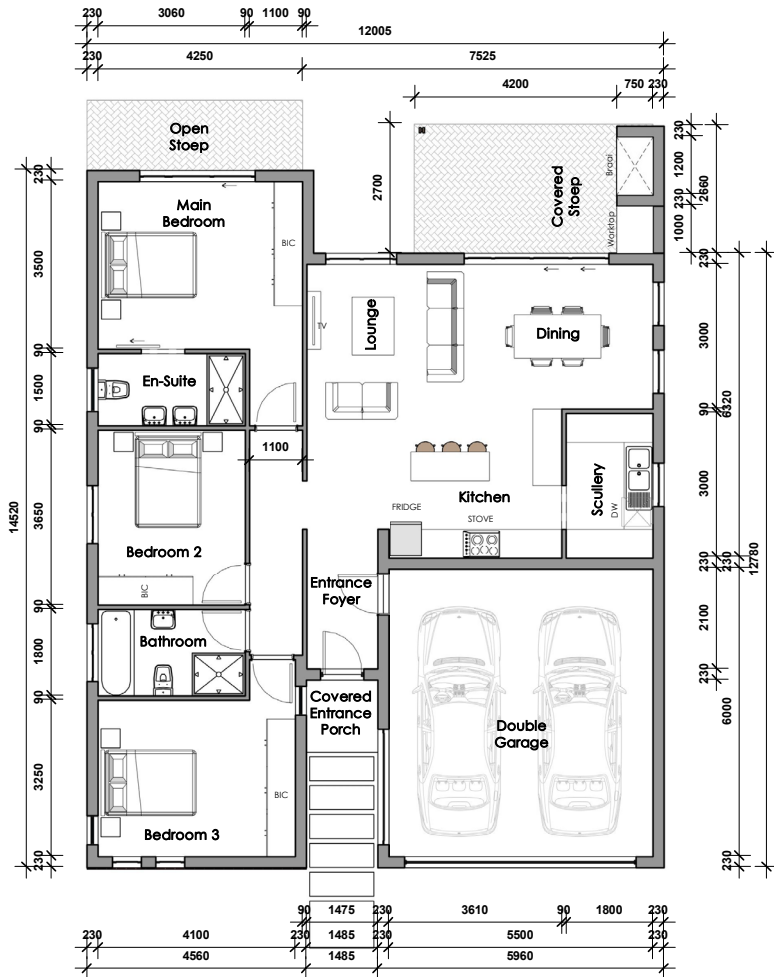 230 3060 90 1100 90
12005
230 4250 7525
4200 750 230
Open
Stoep
230
Main
Bedroom
BIC
3500
2700
Covered
Stoep
Braai
Worktop
230
1200
230
1000
2660
230
TV
Lounge
Dining
3000
90
En-Suite
1500
90
90
6320
1100
Kitchen
FRIDGE
STOVE
Scullery
DW
3000
3650
14520
Bedroom 2
BIC
230
230
12780
Entrance
Foyer
90
Bathroom
1800
90
2100
230
Covered
Entrance
Porch
Double
Garage
6000
3250
BIC
Bedroom 3
230
230
90 1475 230 3610 90 1800 230
230 4100 230 1485 230 5500 230
4560 1485 5960